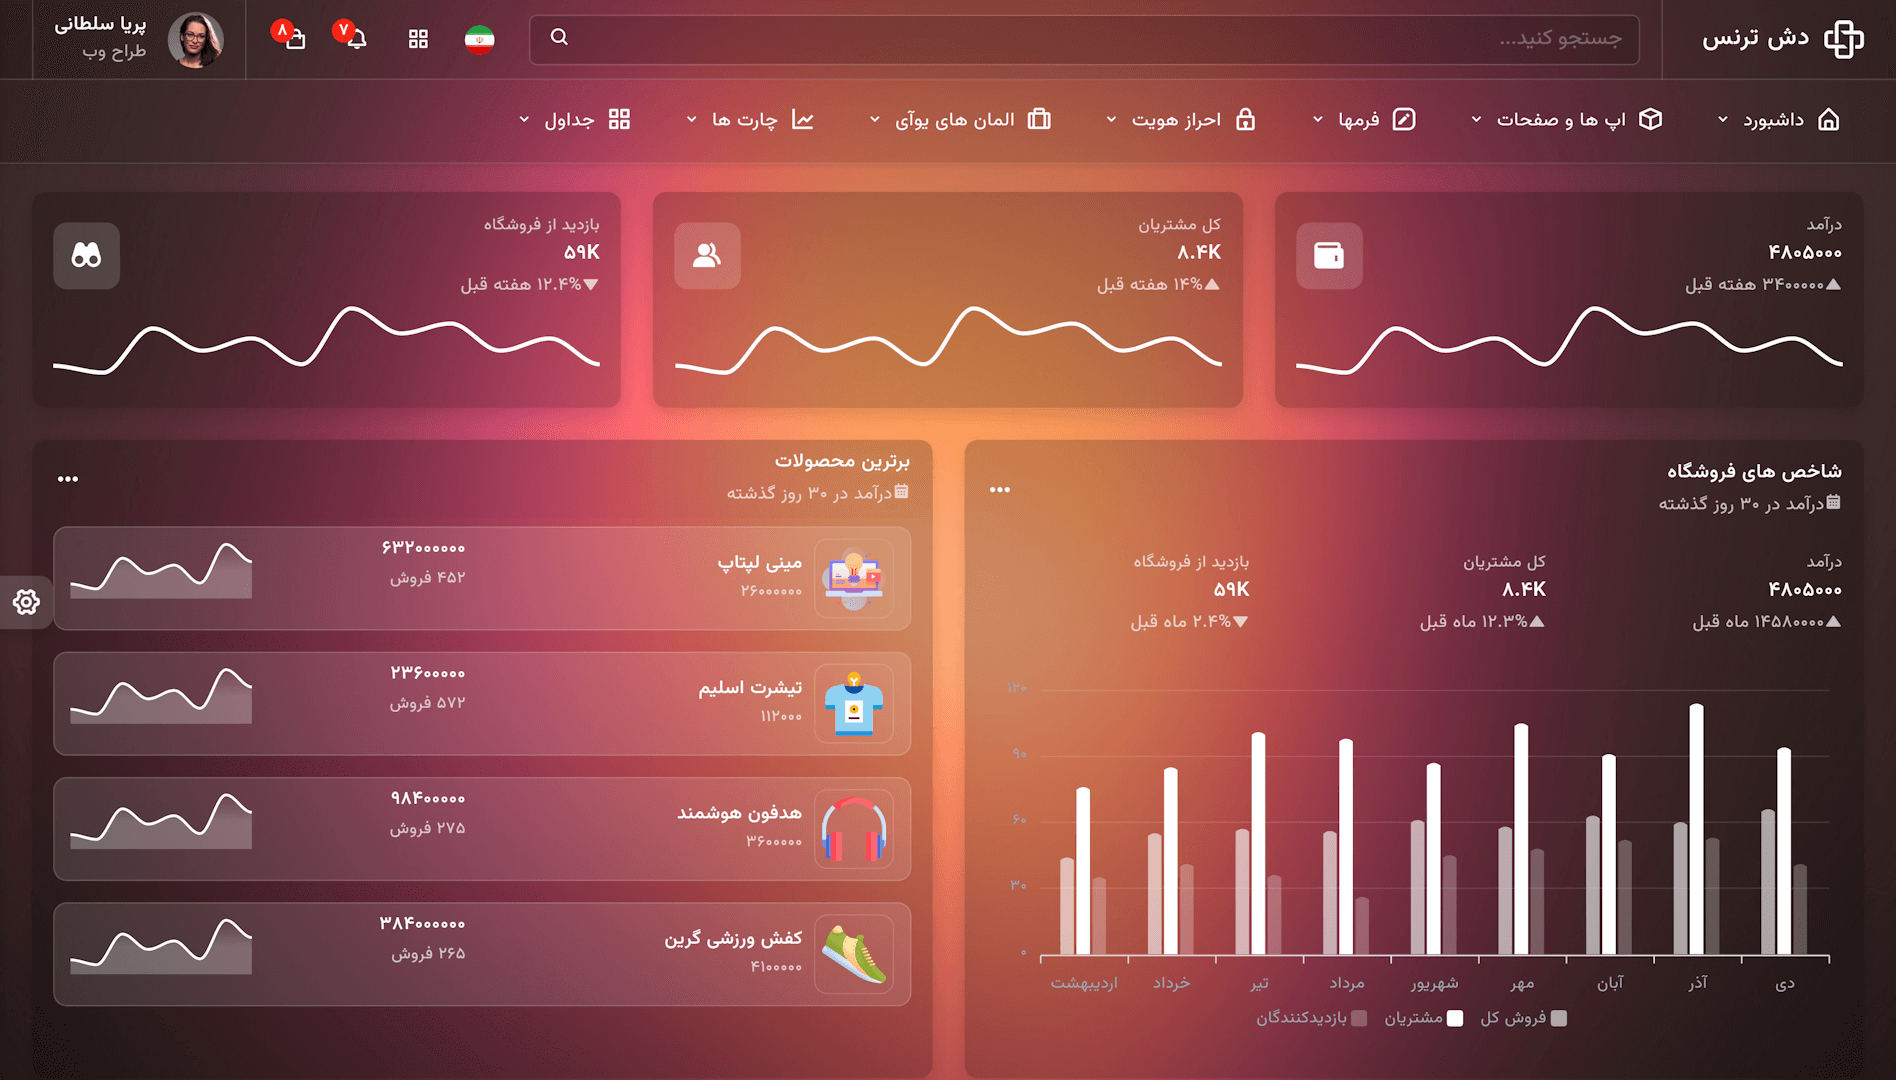 دش ترنس
جستجو کنید...
۷
۸
پریا سلطانی
طراح وب
داشبورد
اپ ها و صفحات
فرمها
احراز هویت
المان های یوآی
چارت ها
جداول
درآمد
۴۸۰۵۰۰۰
▲۳۴۰۰۰۰۰ هفته قبل
کل مشتریان
۸.۴K
▲۱۴% هفته قبل
بازدید از فروشگاه
۵۹K
▼۱۲.۴% هفته قبل
شاخص های فروشگاه
درآمد در ۳۰ روز گذشته
درآمد
۴۸۰۵۰۰۰
▲۱۴۵۸۰۰۰۰ ماه قبل
کل مشتریان
۸.۴K
▲۱۲.۳% ماه قبل
بازدید از فروشگاه
۵۹K
▼۲.۴% ماه قبل
۱۲۰
۹۰
۶۰
۳۰
۰
اردیبهشت
خرداد
تیر
مرداد
شهریور
مهر
آبان
آذر
دی
فروش کل
مشتریان
بازدیدکنندگان
برترین محصولات
درآمد در ۳۰ روز گذشته
مینی لپتاپ
۲۶۰۰۰۰۰۰
۶۳۲۰۰۰۰۰۰
۴۵۲ فروش
تیشرت اسلیم
۱۱۲۰۰۰
۲۳۶۰۰۰۰۰
۵۷۲ فروش
هدفون هوشمند
۳۶۰۰۰۰۰
۹۸۴۰۰۰۰۰
۲۷۵ فروش
کفش ورزشی گرین
۴۱۰۰۰۰۰
۳۸۴۰۰۰۰۰۰
۲۶۵ فروش